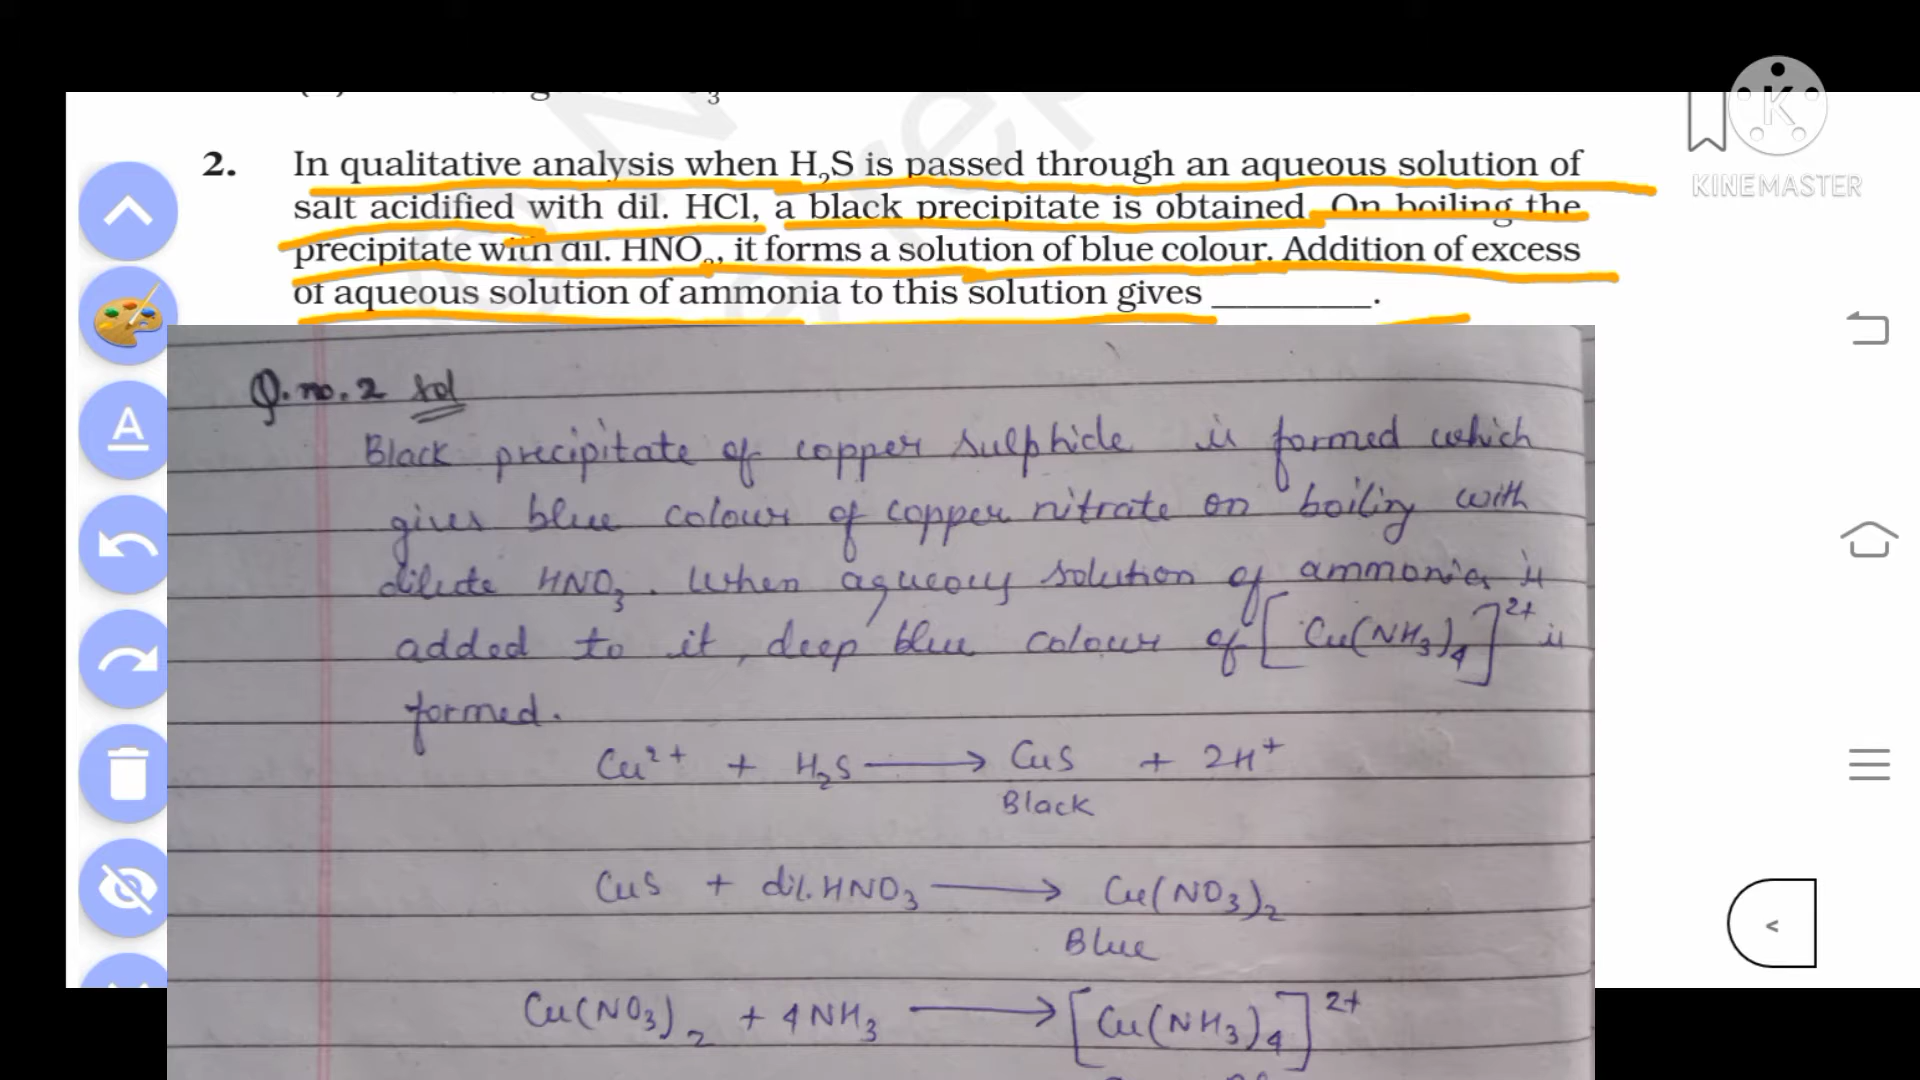 2. In qualitative analysis when H₂S is passed through an aqueous solution of
salt acidified with dil. HCl, a black precipitate is obtained. On boiling the
precipitate with dil. HNO₃, it forms a solution of blue colour. Addition of excess
of aqueous solution of ammonia to this solution gives _________.
KINEMASTER
Q.no.2 Sol
Black precipitate of copper sulphide is formed which
gives blue colour of copper nitrate on boiling with
dilute HNO₃. When aqueous solution of ammonia is
added to it, deep blue colour of [Cu(NH₃)₄]²⁺ is
formed.
Cu²⁺ + H₂S ⟶ CuS + 2H⁺
Black
CuS + dil. HNO₃ ⟶ Cu(NO₃)₂
Blue
Cu(NO₃)₂ + 4NH₃ ⟶ [Cu(NH₃)₄]²⁺